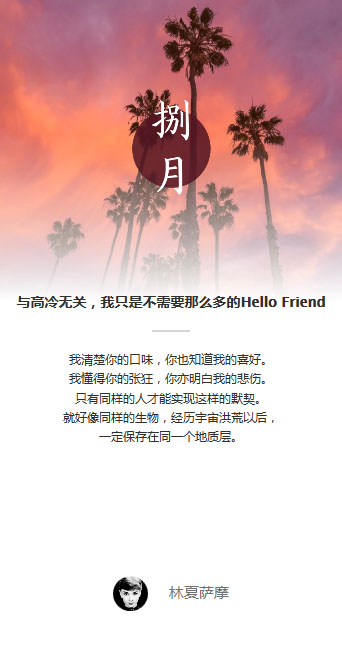 捌
月
与高冷无关，我只是不需要那么多的Hello Friend
我清楚你的口味，你也知道我的喜好。
我懂得你的张狂，你亦明白我的悲伤。
只有同样的人才能实现这样的默契。
就好像同样的生物，经历宇宙洪荒以后，
一定保存在同一个地质层。
林夏萨摩